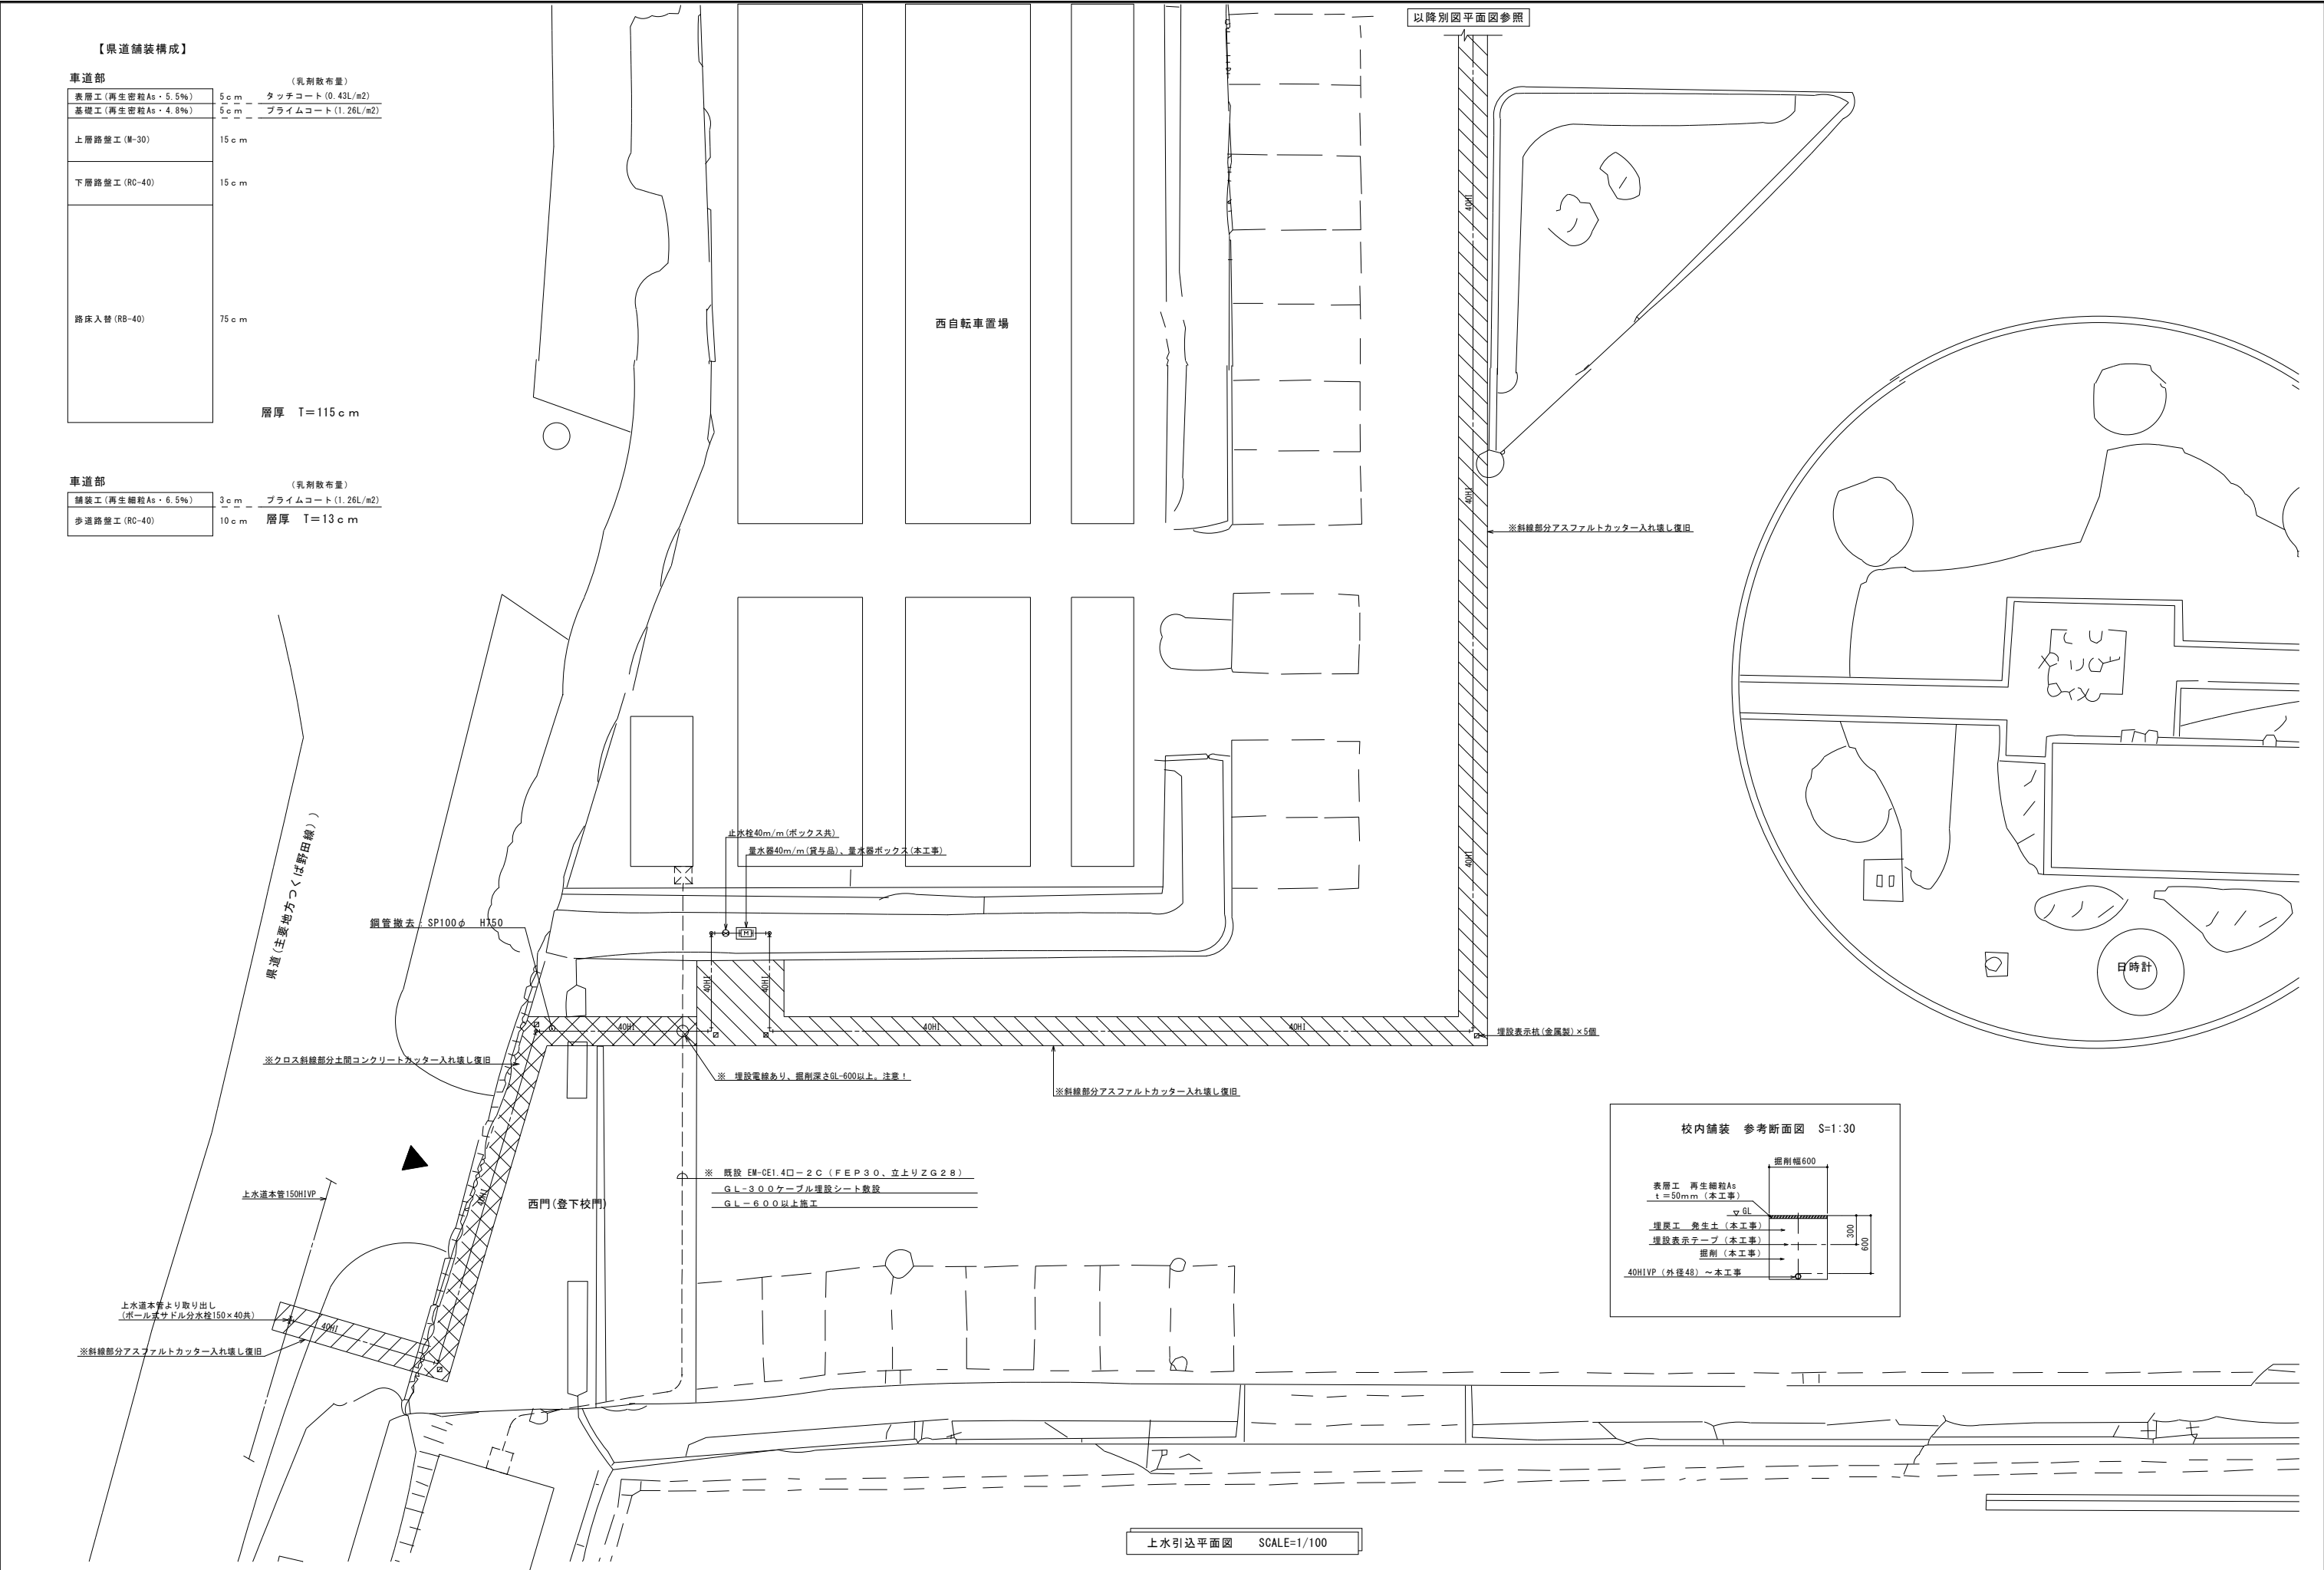 以降別図平面図参照
【県道舗装構成】
車道部
(乳剤散布量)
表層工(再生密粒As・5.5%) 5cm タッチコート(0.43L/m2)
基礎工(再生密粒As・4.8%) 5cm プライムコート(1.26L/m2)
上層路盤工(M-30) 15cm
下層路盤工(RC-40) 15cm
路床入替(RB-40) 75cm
層厚 T=115cm
車道部
(乳剤散布量)
舗装工(再生細粒As・6.5%) 3cm プライムコート(1.26L/m2)
歩道路盤工(RC-40) 10cm 層厚 T=13cm
西自転車置場
40HI
40HI
※斜線部分アスファルトカッター入れ壊し復旧
県道(主要地方つくば野田線))
止水栓40m/m(ボックス共)
量水器40m/m(貸与品)、量水器ボックス(本工事)
40HI
鋼管撤去：SP100φ H750
M
日時計
40HI
40HI
40HI
40HI
40HI
埋設表示杭(金属製)×5個
※クロス斜線部分土間コンクリートカッター入れ壊し復旧
※ 埋設電線あり、掘削深さGL-600以上。注意！
※斜線部分アスファルトカッター入れ壊し復旧
校内舗装 参考断面図 S=1:30
掘削幅600
表層工 再生細粒As
t=50mm（本工事）
▽GL
埋戻工 発生土（本工事）
埋設表示テープ（本工事）
掘削（本工事）
40HIVP（外径48）～本工事
300
600
※ 既設 EM-CE1.4口－2C（FEP30、立上りZG28）
GL-300ケーブル埋設シート敷設
GL－600以上施工
上水道本管150HIVP
40HI
西門(登下校門)
上水道本管より取り出し
(ボール式サドル分水栓150×40共)
40HI
※斜線部分アスファルトカッター入れ壊し復旧
上水引込平面図 SCALE=1/100